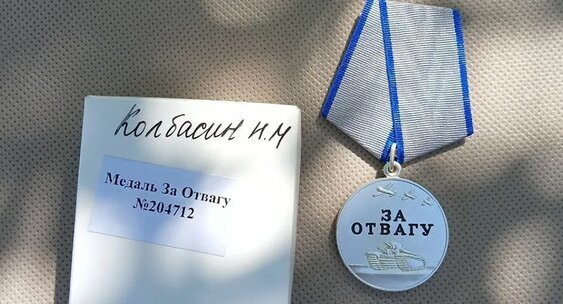 Колбасин И.М
Медаль За Отвагу
№204712
ЗА
ОТВАГУ